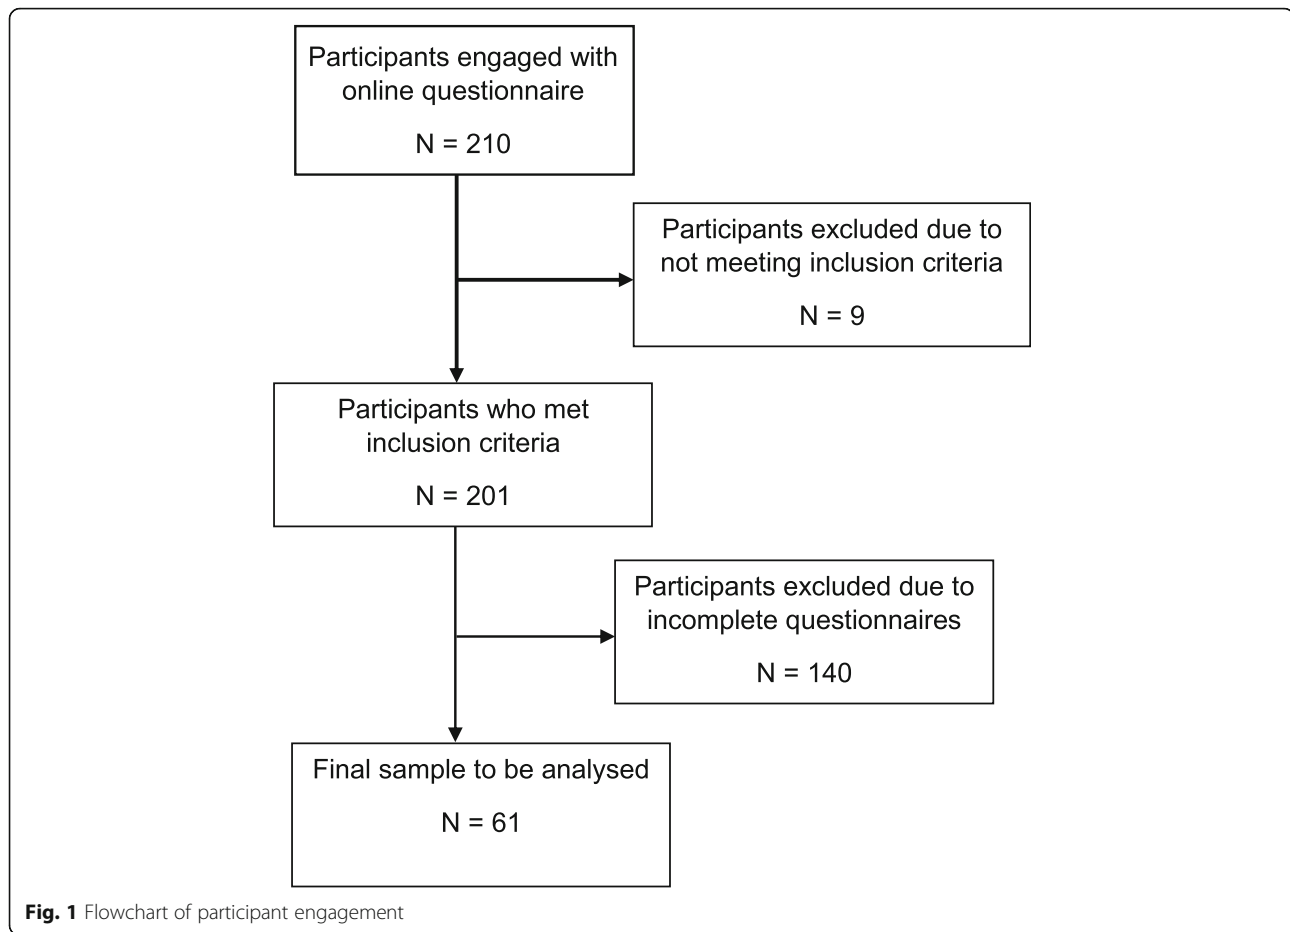 Participants engaged with
online questionnaire
N = 210
Participants excluded due to
not meeting inclusion criteria
N = 9
Participants who met
inclusion criteria
N = 201
Participants excluded due to
incomplete questionnaires
N = 140
Final sample to be analysed
N = 61
Fig. 1 Flowchart of participant engagement